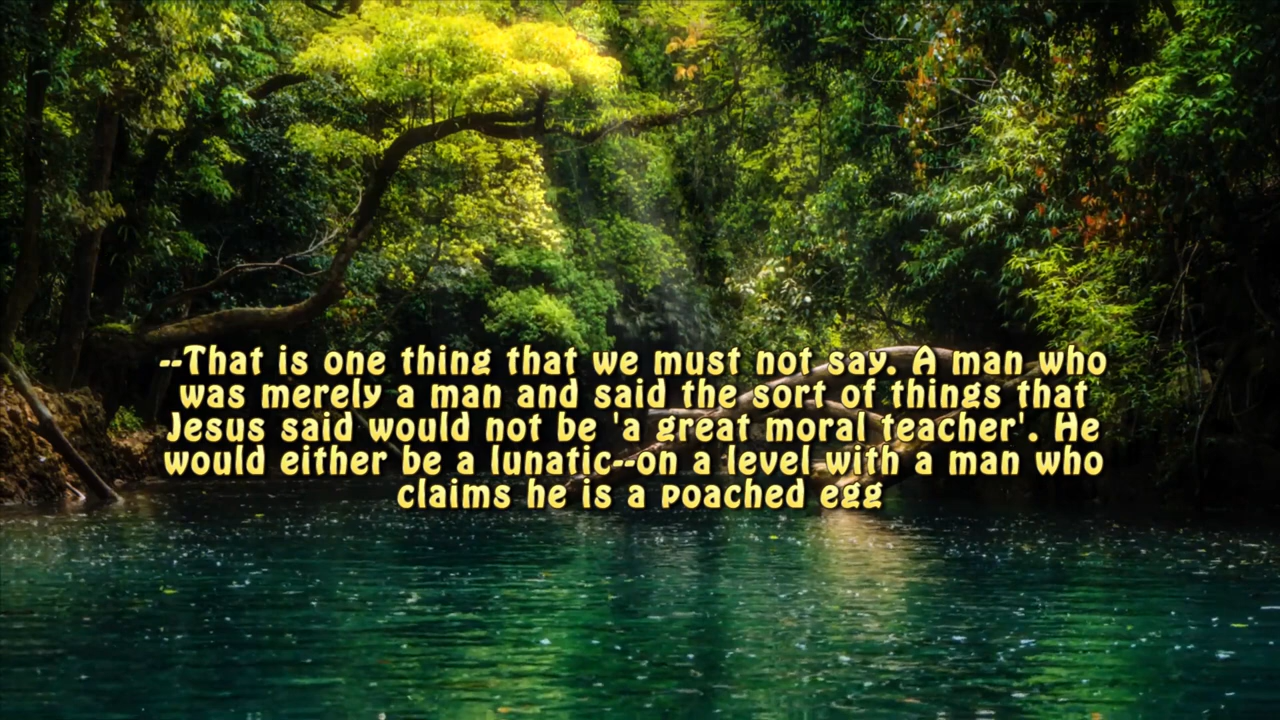 --That is one thing that we must not say. A man who
was merely a man and said the sort of things that
Jesus said would not be 'a great moral teacher'. He
would either be a lunatic--on a level with a man who
claims he is a poached egg